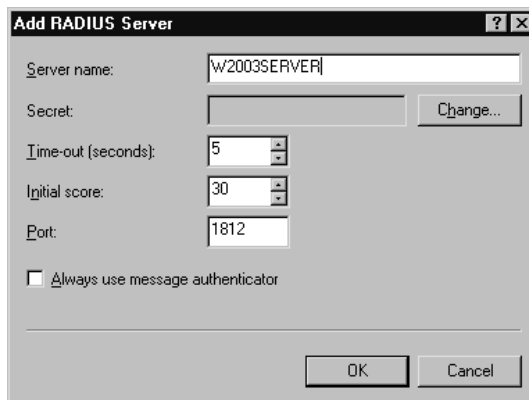 Add RADIUS Server
Server name: W2003SERVER
Secret: Change...
Time-out (seconds): 5
Initial score: 30
Port: 1812
Always use message authenticator
OK Cancel